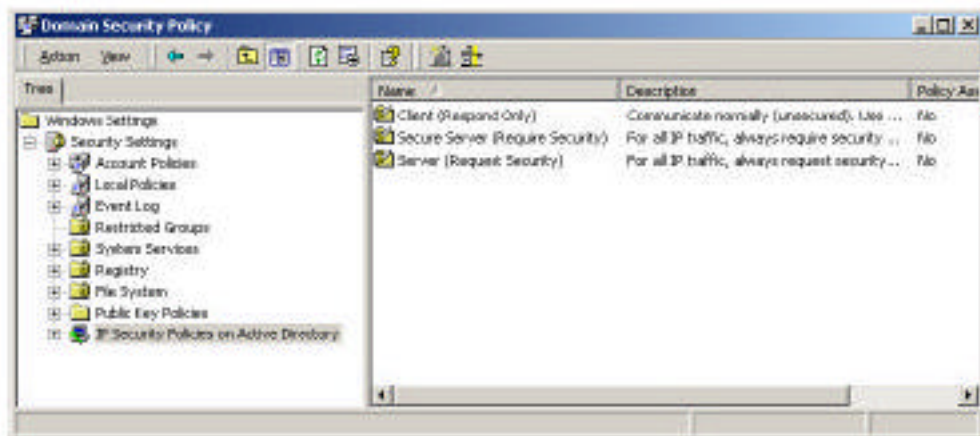 Domain Security Policy
Action View
Tree
Name Description Policy Ass
Windows Settings
Security Settings
Account Policies
Local Policies
Event Log
Restricted Groups
System Services
Registry
File System
Public Key Policies
IP Security Policies on Active Directory
Client (Respond Only) Communicate normally (unsecured). Use ... No
Secure Server (Require Security) For all IP traffic, always require security ... No
Server (Request Security) For all IP traffic, always request security... No